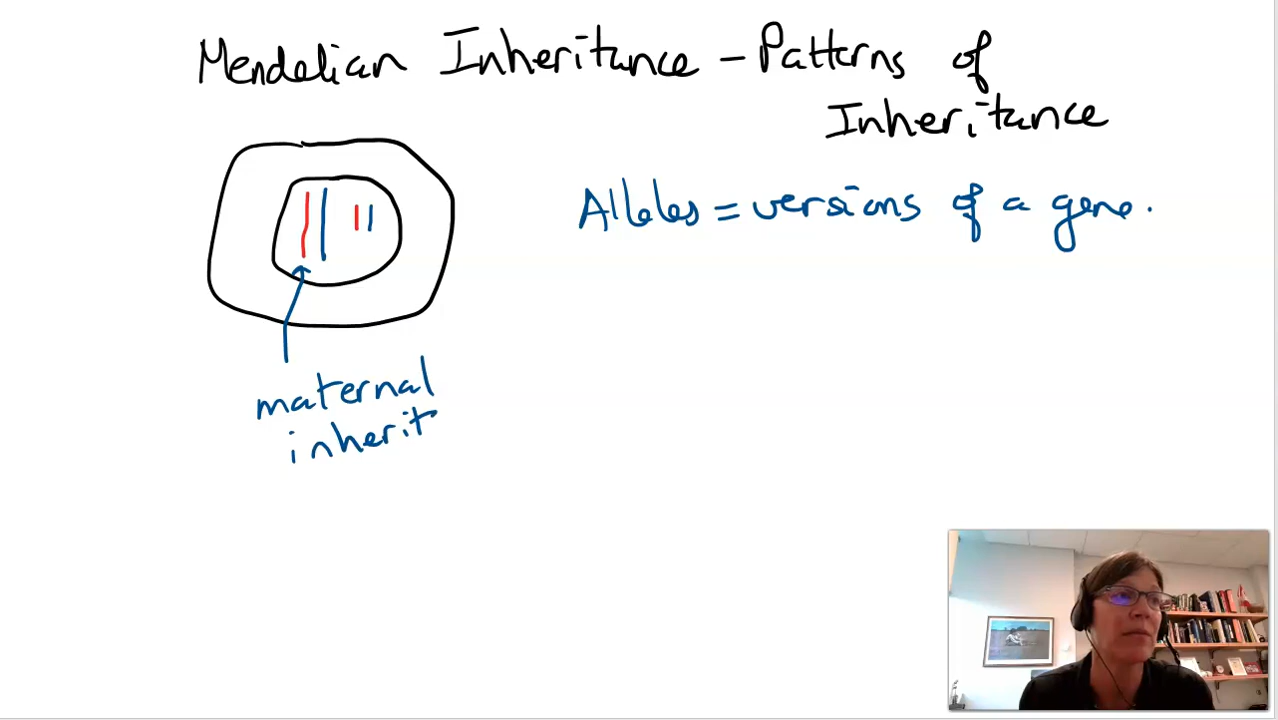 Mendelian Inheritance - Patterns of
Inheritance
Alleles = versions of a gene.
maternal
inherit